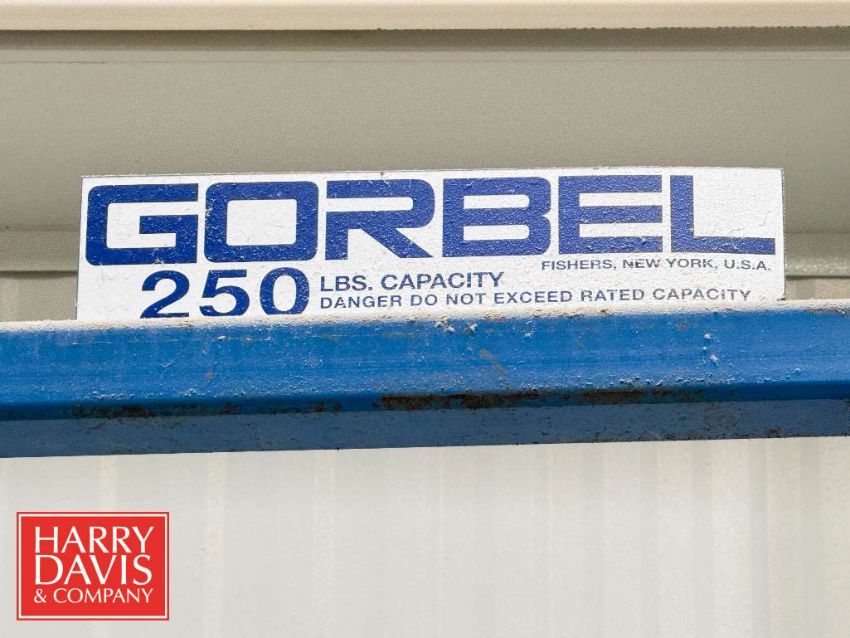 GORBEL
FISHERS, NEW YORK, U.S.A.
250 LBS. CAPACITY
DANGER DO NOT EXCEED RATED CAPACITY
HARRY
DAVIS
& COMPANY